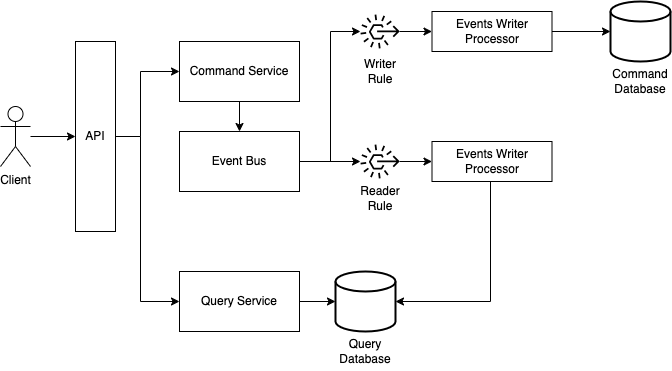 Events Writer
Processor
Command Service
Writer
Rule
Command
Database
API
Event Bus
Events Writer
Processor
Client
Reader
Rule
Query Service
Query
Database